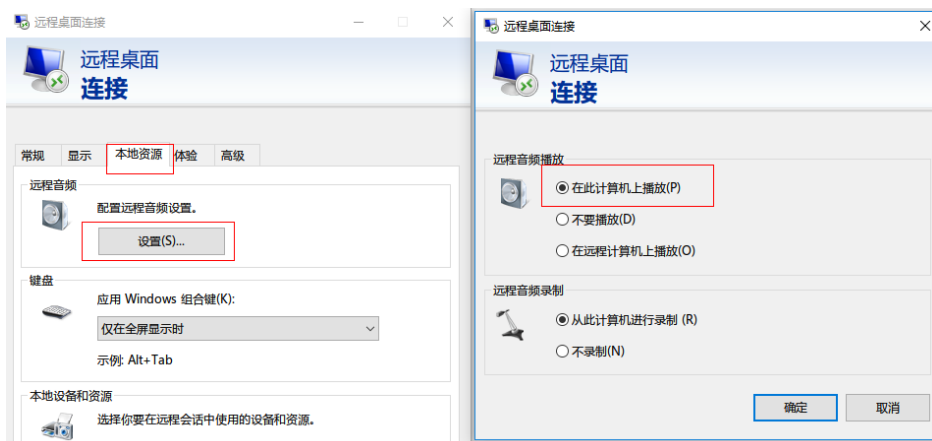 远程桌面连接
远程桌面
连接
常规 显示 本地资源 体验 高级
远程音频
配置远程音频设置。
设置(S)...
键盘
应用 Windows 组合键(K):
仅在全屏显示时
示例: Alt+Tab
本地设备和资源
选择你要在远程会话中使用的设备和资源。
远程桌面连接
远程桌面
连接
远程音频播放
在此计算机上播放(P)
不要播放(D)
在远程计算机上播放(O)
远程音频录制
从此计算机进行录制 (R)
不录制(N)
确定 取消